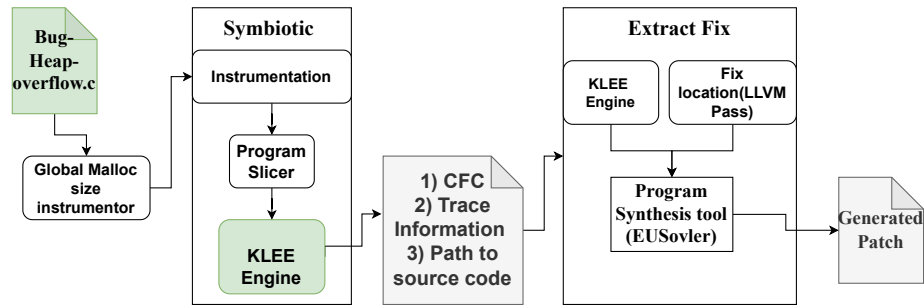 Bug-
Heap-
overflow.c
Global Malloc
size
instrumentor
Symbiotic
Instrumentation
Program
Slicer
KLEE
Engine
1) CFC
2) Trace
Information
3) Path to
source code
Extract Fix
KLEE
Engine
Fix
location(LLVM
Pass)
Program
Synthesis tool
(EUSovler)
Generated
Patch